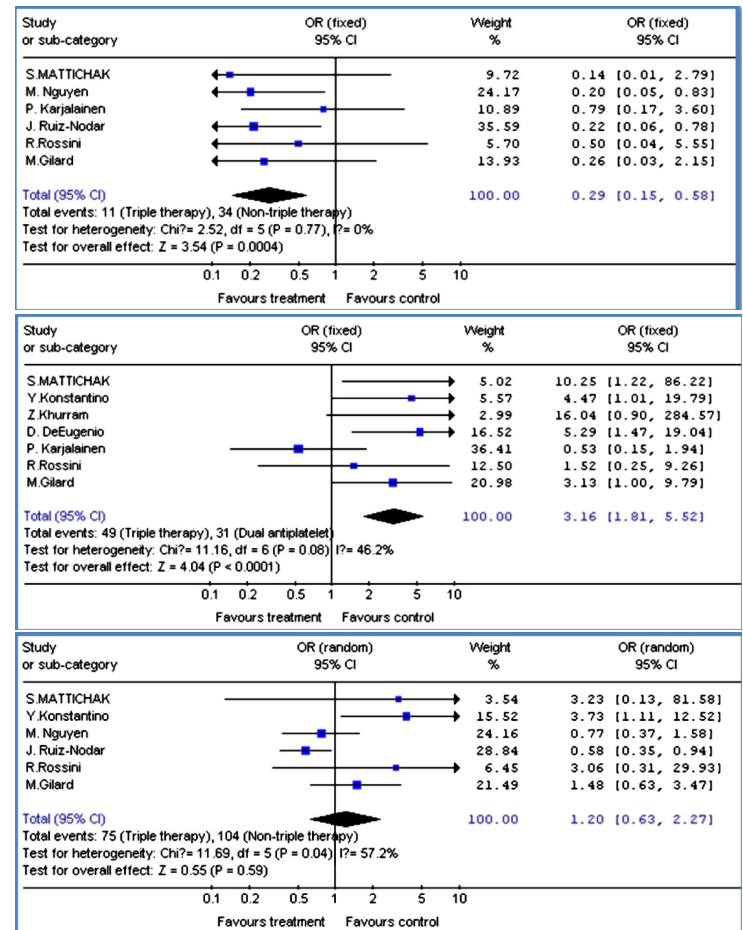 Study OR (fixed) Weight OR (fixed)
or sub-category 95% CI % 95% CI
S.MATTICHAK 9.72 0.14 [0.01, 2.79]
M. Nguyen 24.17 0.20 [0.05, 0.83]
P. Karjalainen 10.89 0.79 [0.17, 3.60]
J. Ruiz-Nodar 35.59 0.22 [0.06, 0.78]
R.Rossini 5.70 0.50 [0.04, 5.55]
M.Gilard 13.93 0.26 [0.03, 2.15]
Total (95% CI) 100.00 0.29 [0.15, 0.58]
Total events: 11 (Triple therapy), 34 (Non-triple therapy)
Test for heterogeneity: Chi?= 2.52, df = 5 (P = 0.77), I?= 0%
Test for overall effect: Z = 3.54 (P = 0.0004)
0.1 0.2 0.5 1 2 5 10
Favours treatment Favours control
Study OR (fixed) Weight OR (fixed)
or sub-category 95% CI % 95% CI
S.MATTICHAK 5.02 10.25 [1.22, 86.22]
Y.Konstantino 5.57 4.47 [1.01, 19.79]
Z.Khurram 2.99 16.04 [0.90, 284.57]
D. DeEugenio 16.52 5.29 [1.47, 19.04]
P. Karjalainen 36.41 0.53 [0.15, 1.94]
R.Rossini 12.50 1.52 [0.25, 9.26]
M.Gilard 20.98 3.13 [1.00, 9.79]
Total (95% CI) 100.00 3.16 [1.81, 5.52]
Total events: 49 (Triple therapy), 31 (Dual antiplatelet)
Test for heterogeneity: Chi?= 11.16, df = 6 (P = 0.08) I?= 46.2%
Test for overall effect: Z = 4.04 (P < 0.0001)
0.1 0.2 0.5 1 2 5 10
Favours treatment Favours control
Study OR (random) Weight OR (random)
or sub-category 95% CI % 95% CI
S.MATTICHAK 3.54 3.23 [0.13, 81.58]
Y.Konstantino 15.52 3.73 [1.11, 12.52]
M. Nguyen 24.16 0.77 [0.37, 1.58]
J. Ruiz-Nodar 28.84 0.58 [0.35, 0.94]
R.Rossini 6.45 3.06 [0.31, 29.93]
M.Gilard 21.49 1.48 [0.63, 3.47]
Total (95% CI) 100.00 1.20 [0.63, 2.27]
Total events: 75 (Triple therapy), 104 (Non-triple therapy)
Test for heterogeneity: Chi?= 11.69, df = 5 (P = 0.04) I?= 57.2%
Test for overall effect: Z = 0.55 (P = 0.59)
0.1 0.2 0.5 1 2 5 10
Favours treatment Favours control